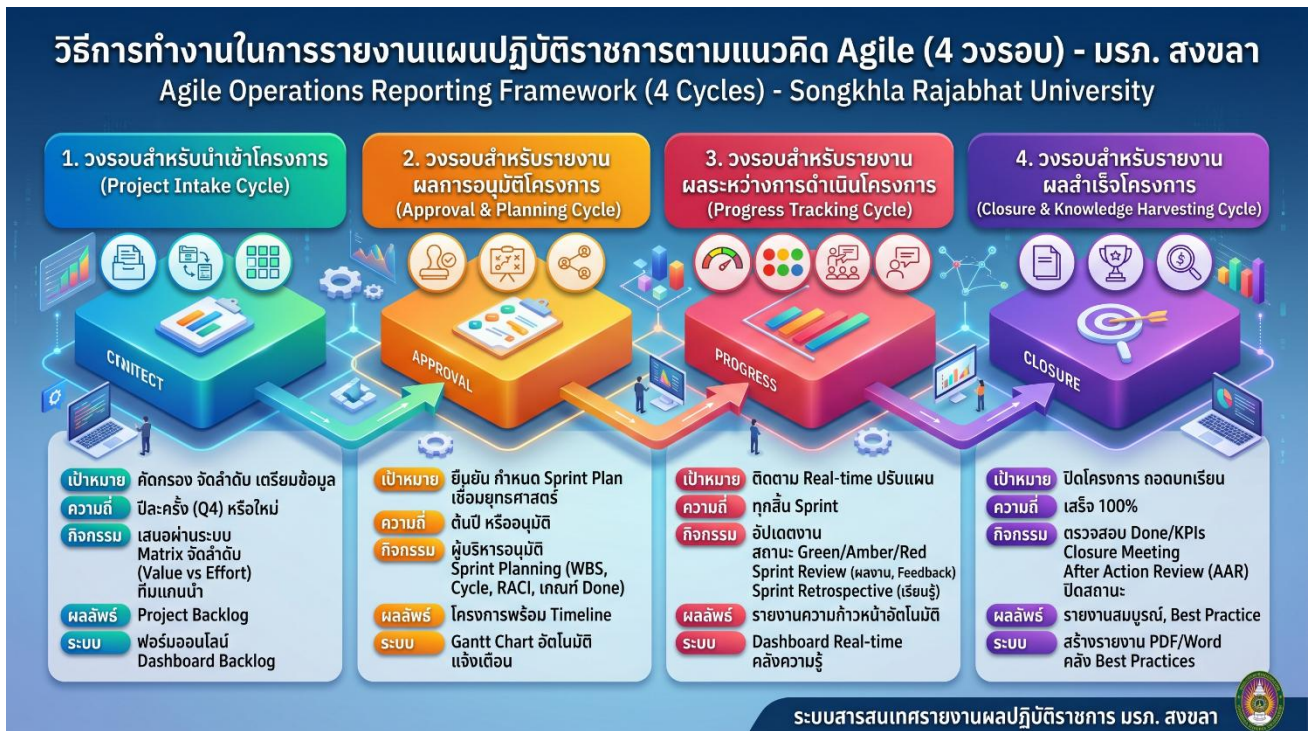 วิธีการทำงานในการรายงานแผนปฏิบัติราชการตามแนวคิด Agile (4 วงรอบ) - มรภ. สงขลา
Agile Operations Reporting Framework (4 Cycles) - Songkhla Rajabhat University
1. วงรอบสำหรับนำเข้าโครงการ
(Project Intake Cycle)
CONTECT
เป้าหมาย คัดกรอง จัดลำดับ เตรียมข้อมูล
ความถี่ ปีละครั้ง (Q4) หรือใหม่
กิจกรรม เสนอผ่านระบบ
Matrix จัดลำดับ
(Value vs Effort)
ทีมแกนนำ
ผลลัพธ์ Project Backlog
ระบบ ฟอร์มออนไลน์
Dashboard Backlog
2. วงรอบสำหรับรายงาน
ผลการอนุมัติโครงการ
(Approval & Planning Cycle)
APPROVAL
เป้าหมาย ยืนยัน กำหนด Sprint Plan
เชื่อมยุทธศาสตร์
ความถี่ ต้นปี หรืออนุมัติ
กิจกรรม ผู้บริหารอนุมัติ
Sprint Planning (WBS,
Cycle, RACI, เกณฑ์ Done)
ผลลัพธ์ โครงการพร้อม Timeline
ระบบ Gantt Chart อัตโนมัติ
แจ้งเตือน
3. วงรอบสำหรับรายงาน
ผลระหว่างการดำเนินโครงการ
(Progress Tracking Cycle)
PROGRESS
เป้าหมาย ติดตาม Real-time ปรับแผน
ความถี่ ทุกสิ้น Sprint
กิจกรรม อัปเดตงาน
สถานะ Green/Amber/Red
Sprint Review (ผลงาน, Feedback)
Sprint Retrospective (เรียนรู้)
ผลลัพธ์ รายงานความก้าวหน้าอัตโนมัติ
ระบบ Dashboard Real-time
คลังความรู้
4. วงรอบสำหรับรายงาน
ผลสำเร็จโครงการ
(Closure & Knowledge Harvesting Cycle)
CLOSURE
เป้าหมาย ปิดโครงการ ถอดบทเรียน
ความถี่ เสร็จ 100%
กิจกรรม ตรวจสอบ Done/KPIs
Closure Meeting
After Action Review (AAR)
ปิดสถานะ
ผลลัพธ์ รายงานสมบูรณ์, Best Practice
ระบบ สร้างรายงาน PDF/Word
คลัง Best Practices
ระบบสารสนเทศรายงานผลปฏิบัติราชการ มรภ. สงขลา